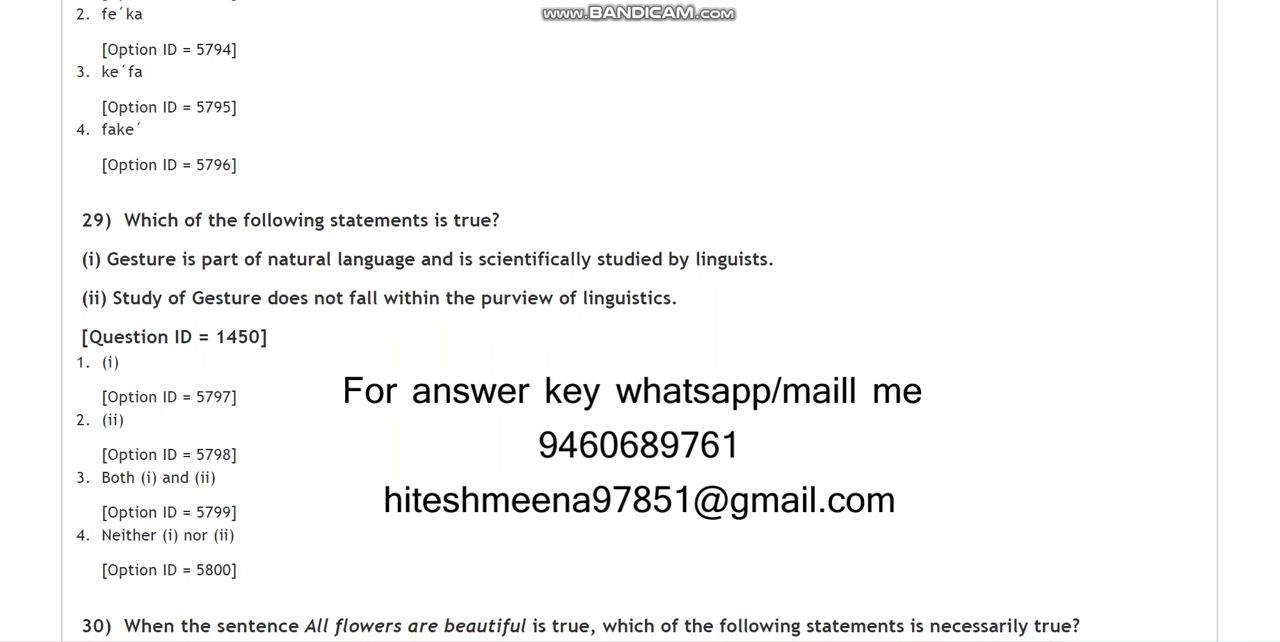 www.BANDICAM.com
2. fe´ka
[Option ID = 5794]
3. ke´fa
[Option ID = 5795]
4. fake´
[Option ID = 5796]
29) Which of the following statements is true?
(i) Gesture is part of natural language and is scientifically studied by linguists.
(ii) Study of Gesture does not fall within the purview of linguistics.
[Question ID = 1450]
1. (i)
[Option ID = 5797]
2. (ii)
[Option ID = 5798]
3. Both (i) and (ii)
[Option ID = 5799]
4. Neither (i) nor (ii)
[Option ID = 5800]
For answer key whatsapp/maill me
9460689761
hiteshmeena97851@gmail.com
30) When the sentence All flowers are beautiful is true, which of the following statements is necessarily true?